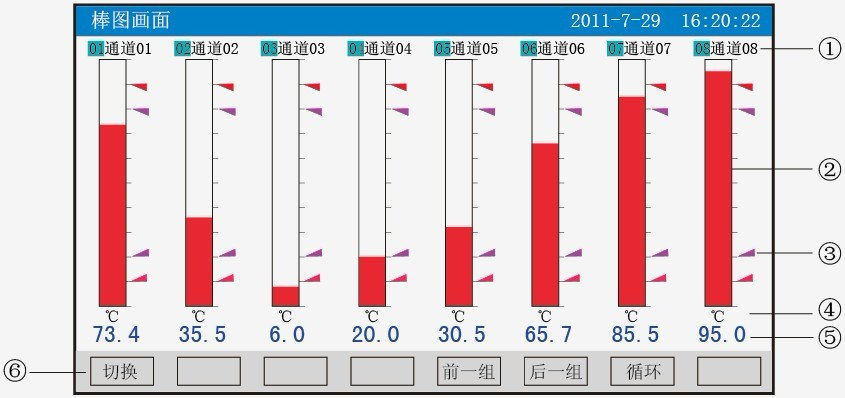 棒图画面 2011-7-29 16:20:22
01通道01 02通道02 03通道03 04通道04 05通道05 06通道06 07通道07 08通道08 ①
②
③
℃ ℃ ℃ ℃ ℃ ℃ ℃ ℃ ④
73.4 35.5 6.0 20.0 30.5 65.7 85.5 95.0 ⑤
⑥ 切换 前一组 后一组 循环